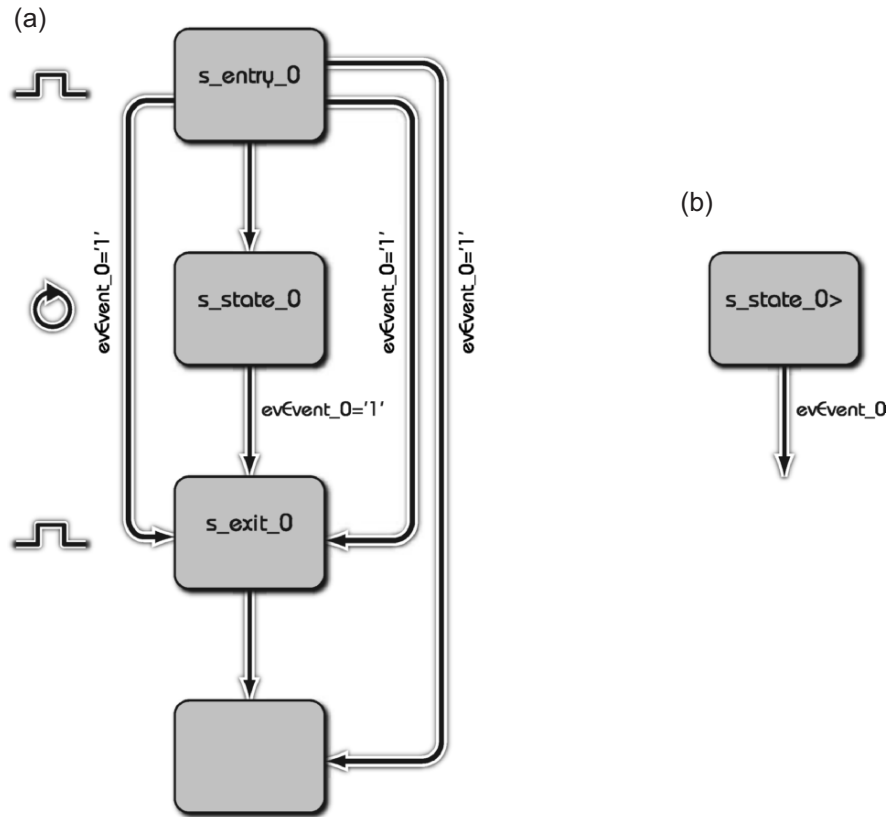 (a)
s_entry_0
evEvent_0='1'
evEvent_0='1'
evEvent_0='1'
s_state_0
evEvent_0='1'
s_exit_0
(b)
s_state_0>
evEvent_0